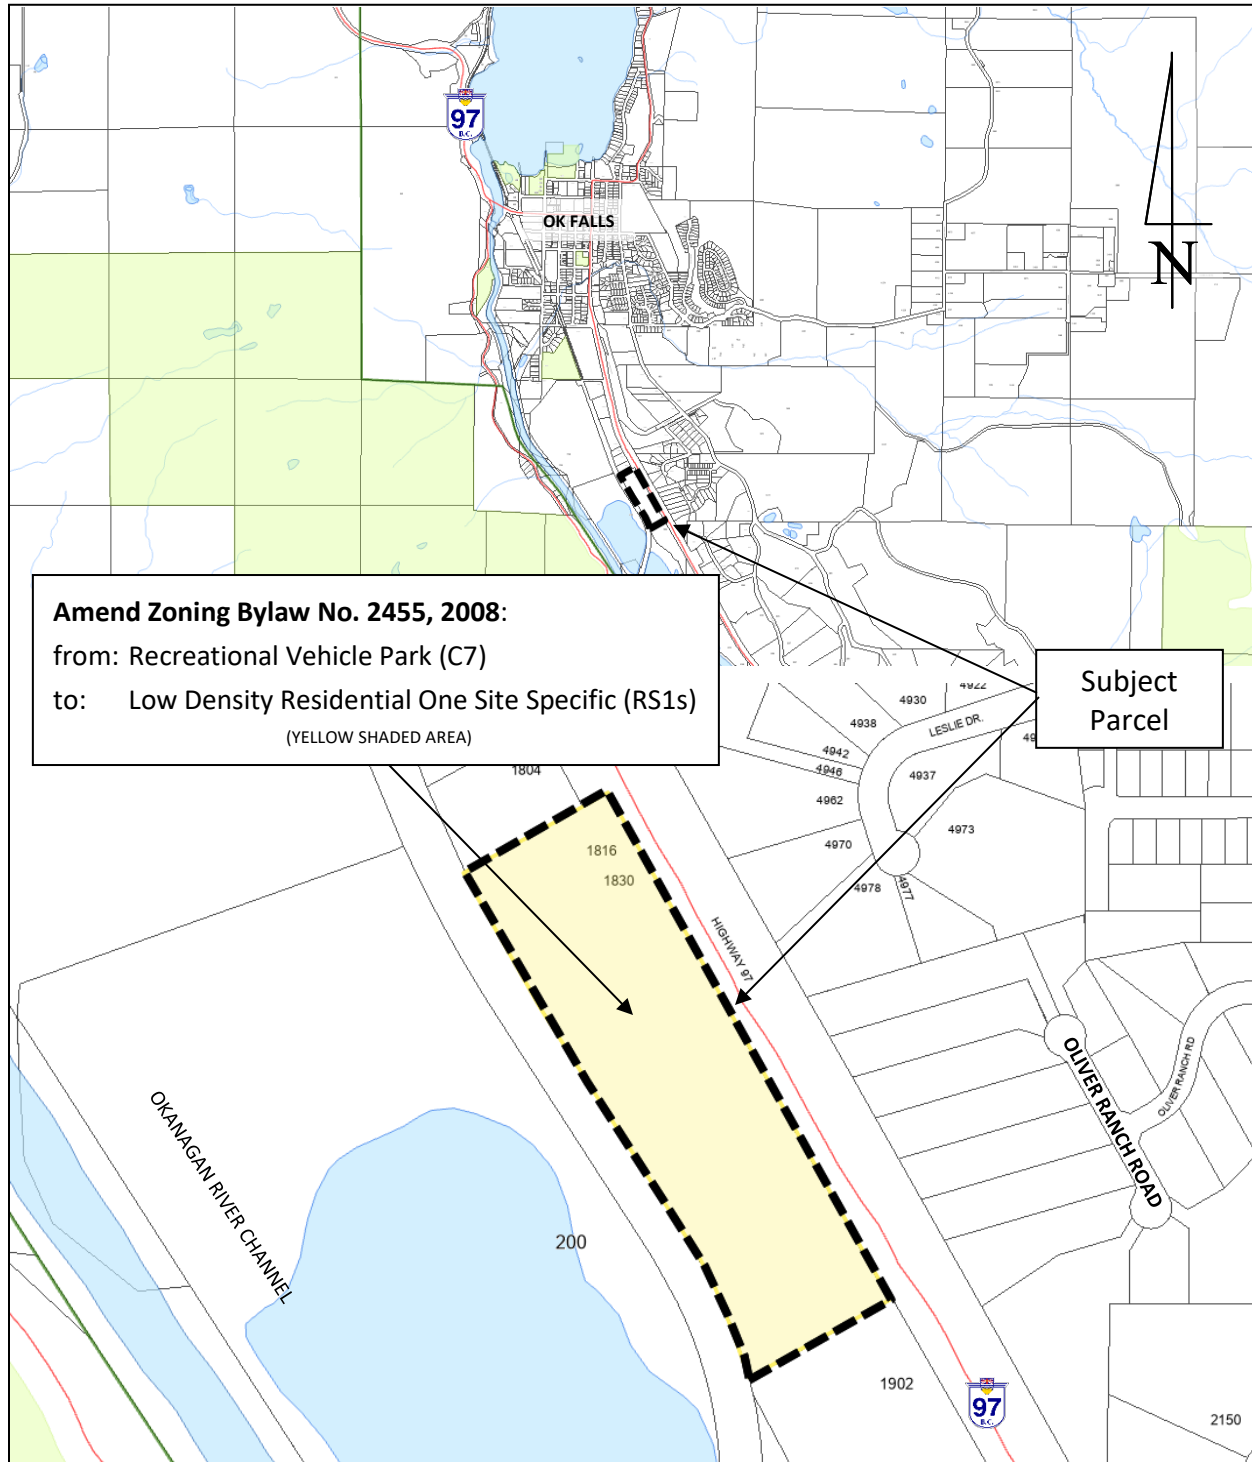 97
B.C.
OK FALLS
N
Amend Zoning Bylaw No. 2455, 2008:
from: Recreational Vehicle Park (C7)
to: Low Density Residential One Site Specific (RS1s)
(YELLOW SHADED AREA)
Subject
Parcel
4922
4930
4938
LESLIE DR.
4942
4946
4937
4962
4973
4970
4978
4977
1804
1816
1830
HIGHWAY 97
OLIVER RANCH ROAD
OLIVER RANCH RD
OKANAGAN RIVER CHANNEL
200
1902
97
B.C.
2150